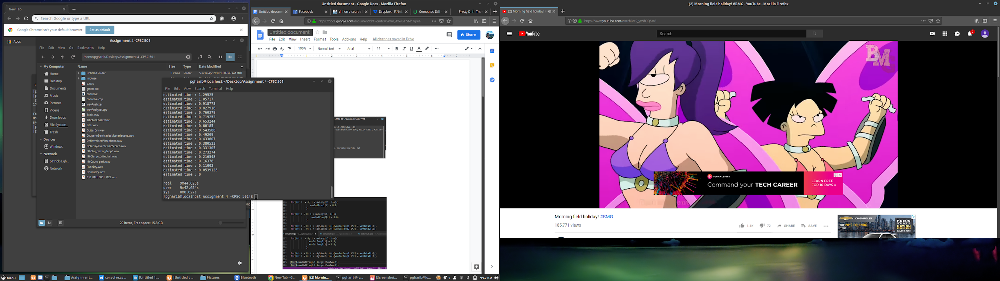 New Tab
Search Google or type a URL
Google Chrome isn't your default browser
Set as default
Apps
Assignment 4 -CPSC 501
File Edit View Go Bookmarks Help
/home/pgharib/Desktop/Assignment 4 -CPSC 501
My Computer
Home
Desktop
Documents
Music
Pictures
Videos
Downloads
File System
Trash
Devices
Windows
Network
patrick.a.gh...
Network
Name Size Type Date Modified
Untitled Folder 3 items Folder Sun 14 Apr 2019 10:08:45 AM MDT
impluse
p.wav
gmon.out
convolve
convolve.cpp
wavAnalyzer
wavAnalyzer.cpp
Tabla.wav
TibetanChant.wav
Sitar.wav
GuitarDry.wav
CouperinBarricadesMysterieuses.wav
DefievreJazzVibraphone.wav
Debussy-ClairdeluneStereo.wav
l960taj_mahal_deep6.wav
l960large_brite_hall.wav
l960auto_park.wav
FluteDry.wav
DrumsDry.wav
BIG HALL E001 M2S.wav
20 items, Free space: 15.8 GB
pgharib@localhost:~/Desktop/Assignment 4 -CPSC 501
File Edit View Search Terminal Help
estimated time : 1.29525
estimated time : 1.05717
estimated time : 0.918773
estimated time : 0.827918
estimated time : 0.760379
estimated time : 0.719252
estimated time : 0.653244
estimated time : 0.60185
estimated time : 0.543588
estimated time : 0.49209
estimated time : 0.433607
estimated time : 0.380533
estimated time : 0.331305
estimated time : 0.273274
estimated time : 0.216548
estimated time : 0.16376
estimated time : 0.11003
estimated time : 0.0539126
estimated time : 0
real 9m44.625s
user 9m42.654s
sys 0m0.027s
[pgharib@localhost Assignment 4 -CPSC 501]$
Untitled document - Google Docs - Mozilla Firefox
Untitled docume
Facebook
diff on c-source
Dropbox - FINAL
Computed Diff -
Pretty Diff - The
Untitled document
File Edit View Insert Format Tools Add-ons Help
All changes saved in Drive
Share
100% Normal text Arial 11
1 1 2 3 4 5 6 7
-CPSC 501/Untitled Folder/FFT
-o convolve -pg
GuitarDry.wav BIG\ HALL\ E001\ M2S.wav
> convolveprofile.txt
for(int i = 0; i < mxLength2; i++){
wavDatFreq1[i] = 0.0;
}
for(int i = 0; i < mxLength2; i++){
wavDatFreq2[i] = 0.0;
}
for(int i = 0; i < sigSize1; i++){wavDatFreq1[i*2] = wavData1[i];}
for(int i = 0; i < sigSize2; i++){wavDatFreq2[i*2] = wavData2[i];}
for(int i = 0; i < mxLength2; i++){
wavDatFreq1[i] = 0.0;
wavDatFreq2[i] = 0.0;
}
for(int i = 0; i < sigSize1; i++){wavDatFreq1[i*2] = wavData1[i];}
for(int i = 0; i < sigSize2; i++){wavDatFreq2[i*2] = wavData2[i];}
four1(wavDatFreq1-1,largestPowTwo,1);
four1(wavDatFreq2-1,largestPowTwo,1);
(2) Morning field holiday! #BMG - YouTube - Mozilla Firefox
(2) Morning field holiday! #
https://www.youtube.com/watch?v=S_yxNfOQ6M8
YouTube
Search
2
BMG
PLURALSIGHT
Command your TECH CAREER
LEARN FREE
FOR 10 DAYS »
Morning field holiday! #BMG
185,771 views
1.4K 72 SHARE SAVE
CHEVROLET
THE 2019 EQUINOX
LT FWD
CHEVY
NATION
SALES EVENT
Menu
Assignment...
convolve.cp...
[Untitled 1...
[Untitled d...
Pictures
Bluetooth
New Tab - G...
(2) Mornin...
pgharib@lo...
[Screenshot...
pgharib@lo...
2
9:42 PM